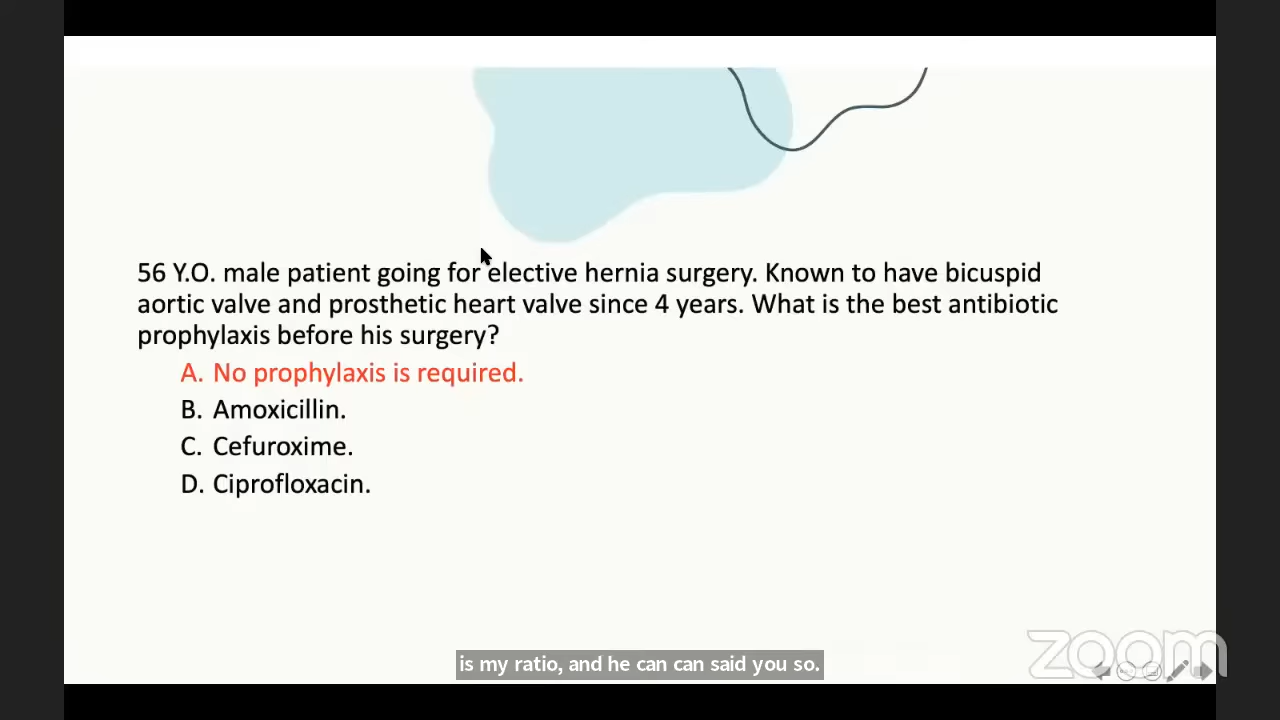 56 Y.O. male patient going for elective hernia surgery. Known to have bicuspid
aortic valve and prosthetic heart valve since 4 years. What is the best antibiotic
prophylaxis before his surgery?
A. No prophylaxis is required.
B. Amoxicillin.
C. Cefuroxime.
D. Ciprofloxacin.
is my ratio, and he can can said you so.
zoom